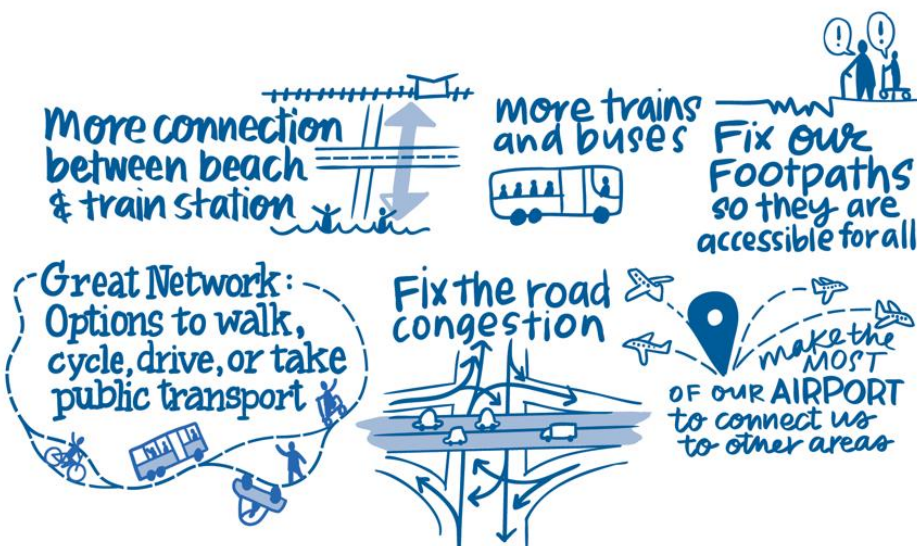 More connection
between beach
& train station
more trains
and buses
! !
Fix our
Footpaths
so they are
accessible for all
Great Network:
Options to walk,
cycle, drive, or take
public transport
Fix the road
congestion
make the
MOST
OF OUR AIRPORT
to connect us
to other areas